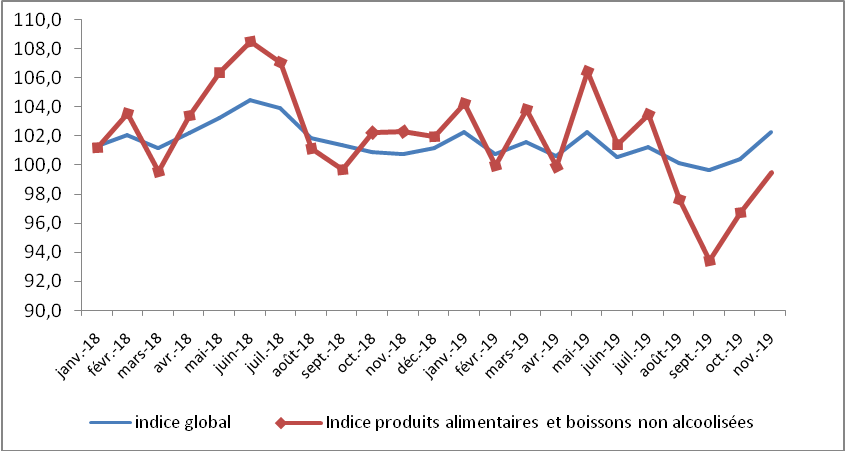 110,0
108,0
106,0
104,0
102,0
100,0
98,0
96,0
94,0
92,0
90,0
janv.-18
févr.-18
mars-18
avr.-18
mai-18
juin-18
juil.-18
août-18
sept.-18
oct.-18
nov.-18
déc.-18
janv.-19
févr.-19
mars-19
avr.-19
mai-19
juin-19
juil.-19
août-19
sept.-19
oct.-19
nov.-19
indice global
Indice produits alimentaires et boissons non alcoolisées